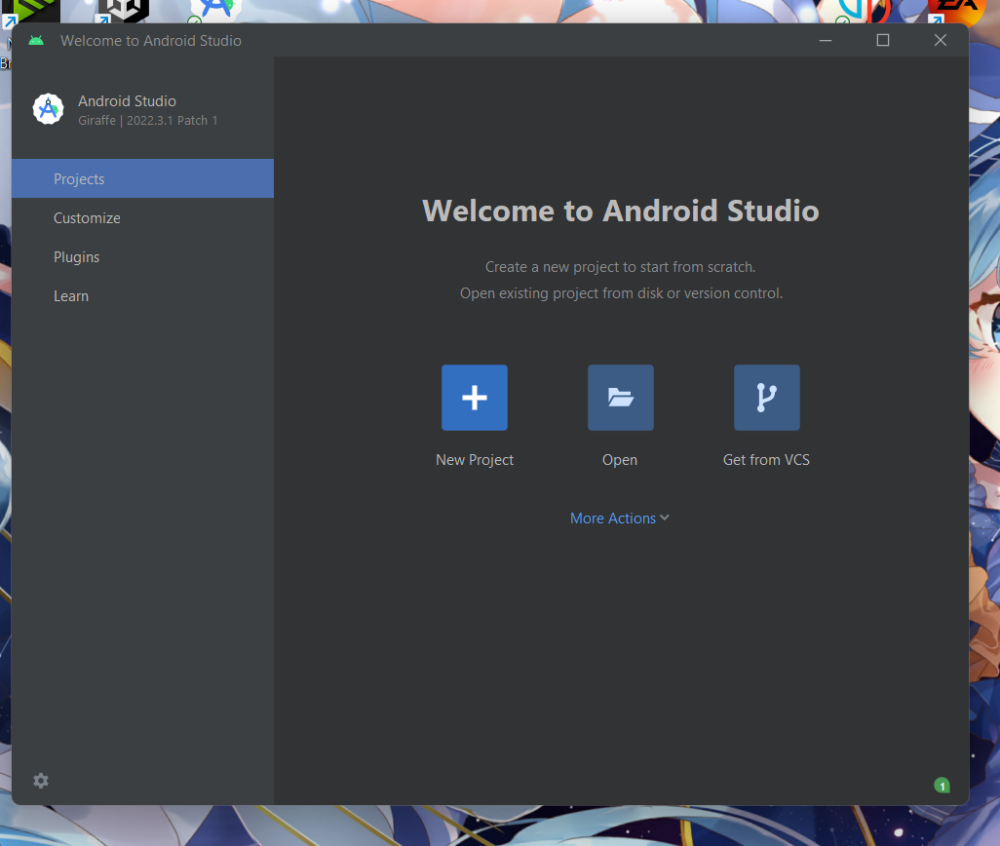 Welcome to Android Studio
Android Studio
Giraffe | 2022.3.1 Patch 1
Projects
Customize
Plugins
Learn
Welcome to Android Studio
Create a new project to start from scratch.
Open existing project from disk or version control.
New Project
Open
Get from VCS
More Actions
1
EA